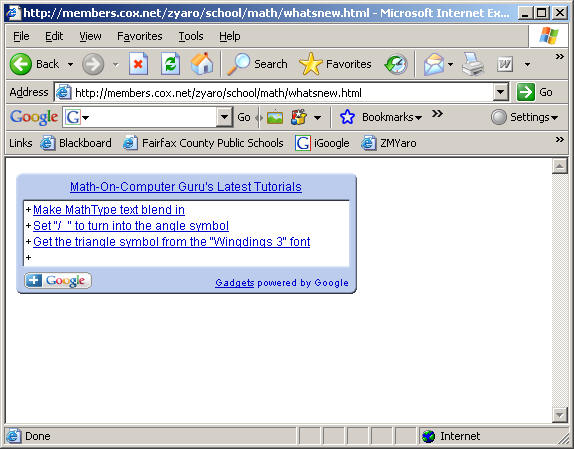 http://members.cox.net/zyaro/school/math/whatsnew.html - Microsoft Internet Ex...
File Edit View Favorites Tools Help
Back Search Favorites W
Address http://members.cox.net/zyaro/school/math/whatsnew.html Go
Google G Go Bookmarks Settings
Links Blackboard Fairfax County Public Schools G iGoogle ZMYaro
Math-On-Computer Guru's Latest Tutorials
+Make MathType text blend in
+Set "/_" to turn into the angle symbol
+Get the triangle symbol from the "Wingdings 3" font
+
+ Google Gadgets powered by Google
Done Internet